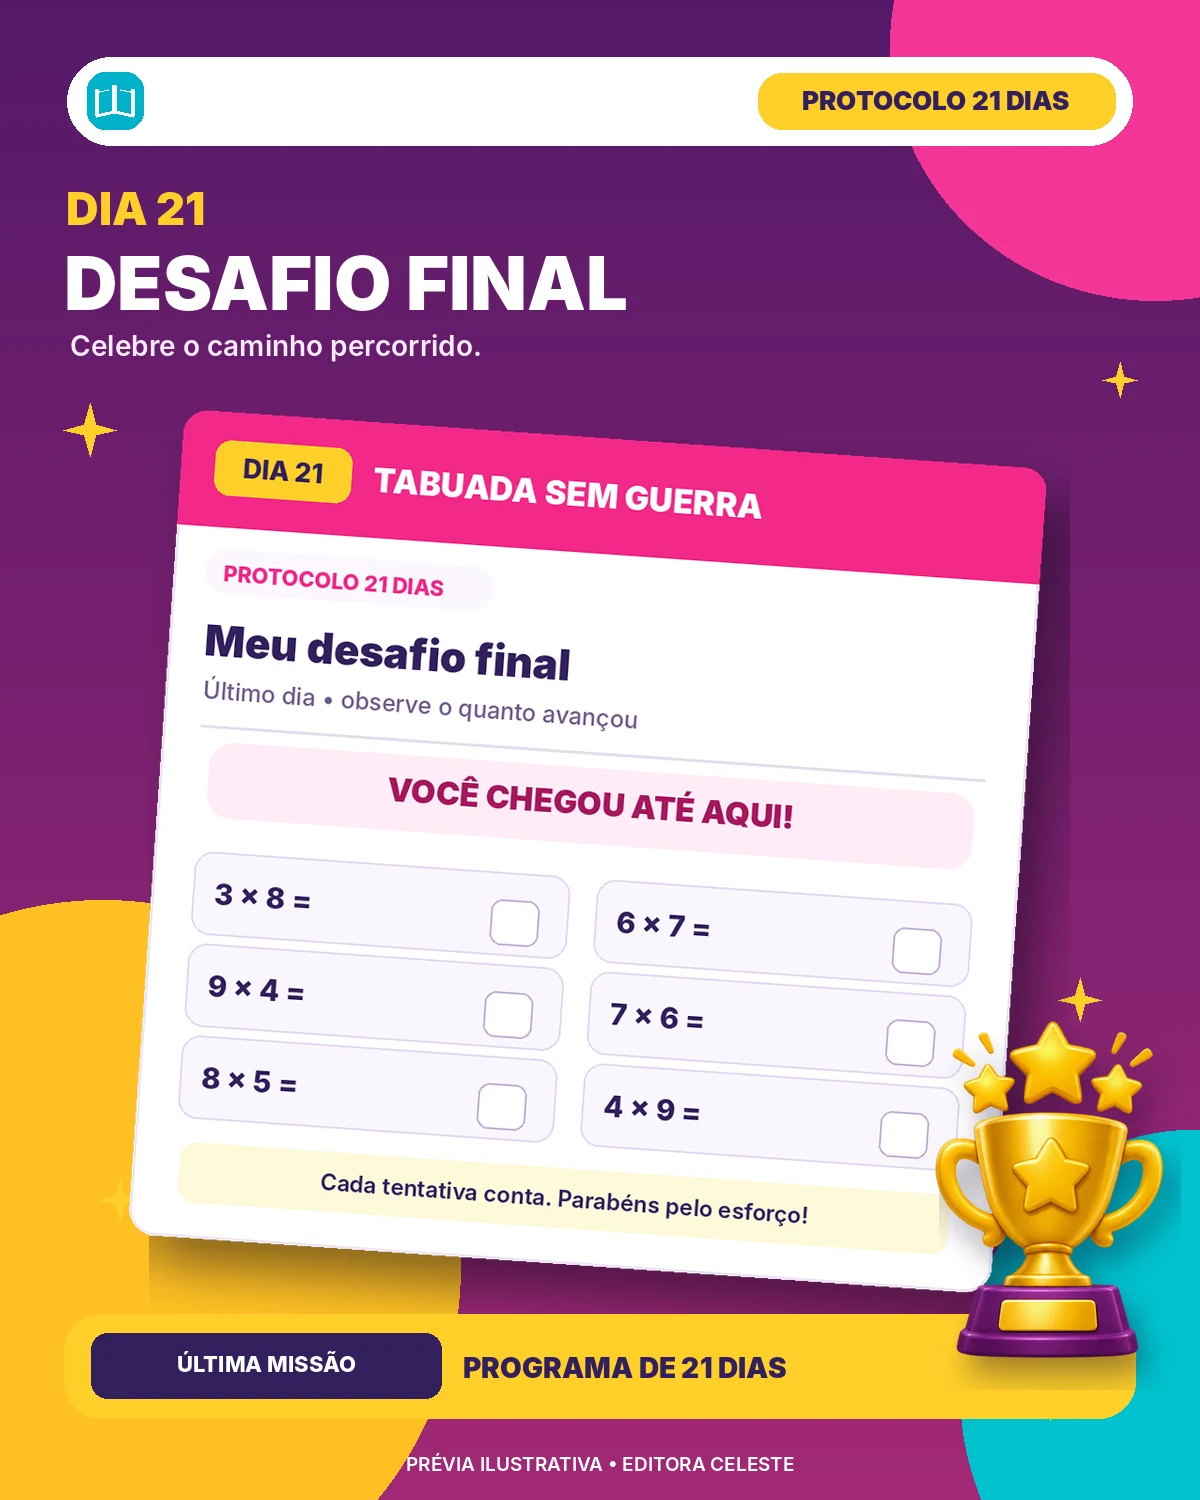 PROTOCOLO 21 DIAS
DIA 21
DESAFIO FINAL
Celebre o caminho percorrido.
DIA 21
TABUADA SEM GUERRA
PROTOCOLO 21 DIAS
Meu desafio final
Último dia • observe o quanto avançou
VOCÊ CHEGOU ATÉ AQUI!
3 × 8 =
6 × 7 =
9 × 4 =
7 × 6 =
8 × 5 =
4 × 9 =
Cada tentativa conta. Parabéns pelo esforço!
ÚLTIMA MISSÃO
PROGRAMA DE 21 DIAS
PRÉVIA ILUSTRATIVA • EDITORA CELESTE